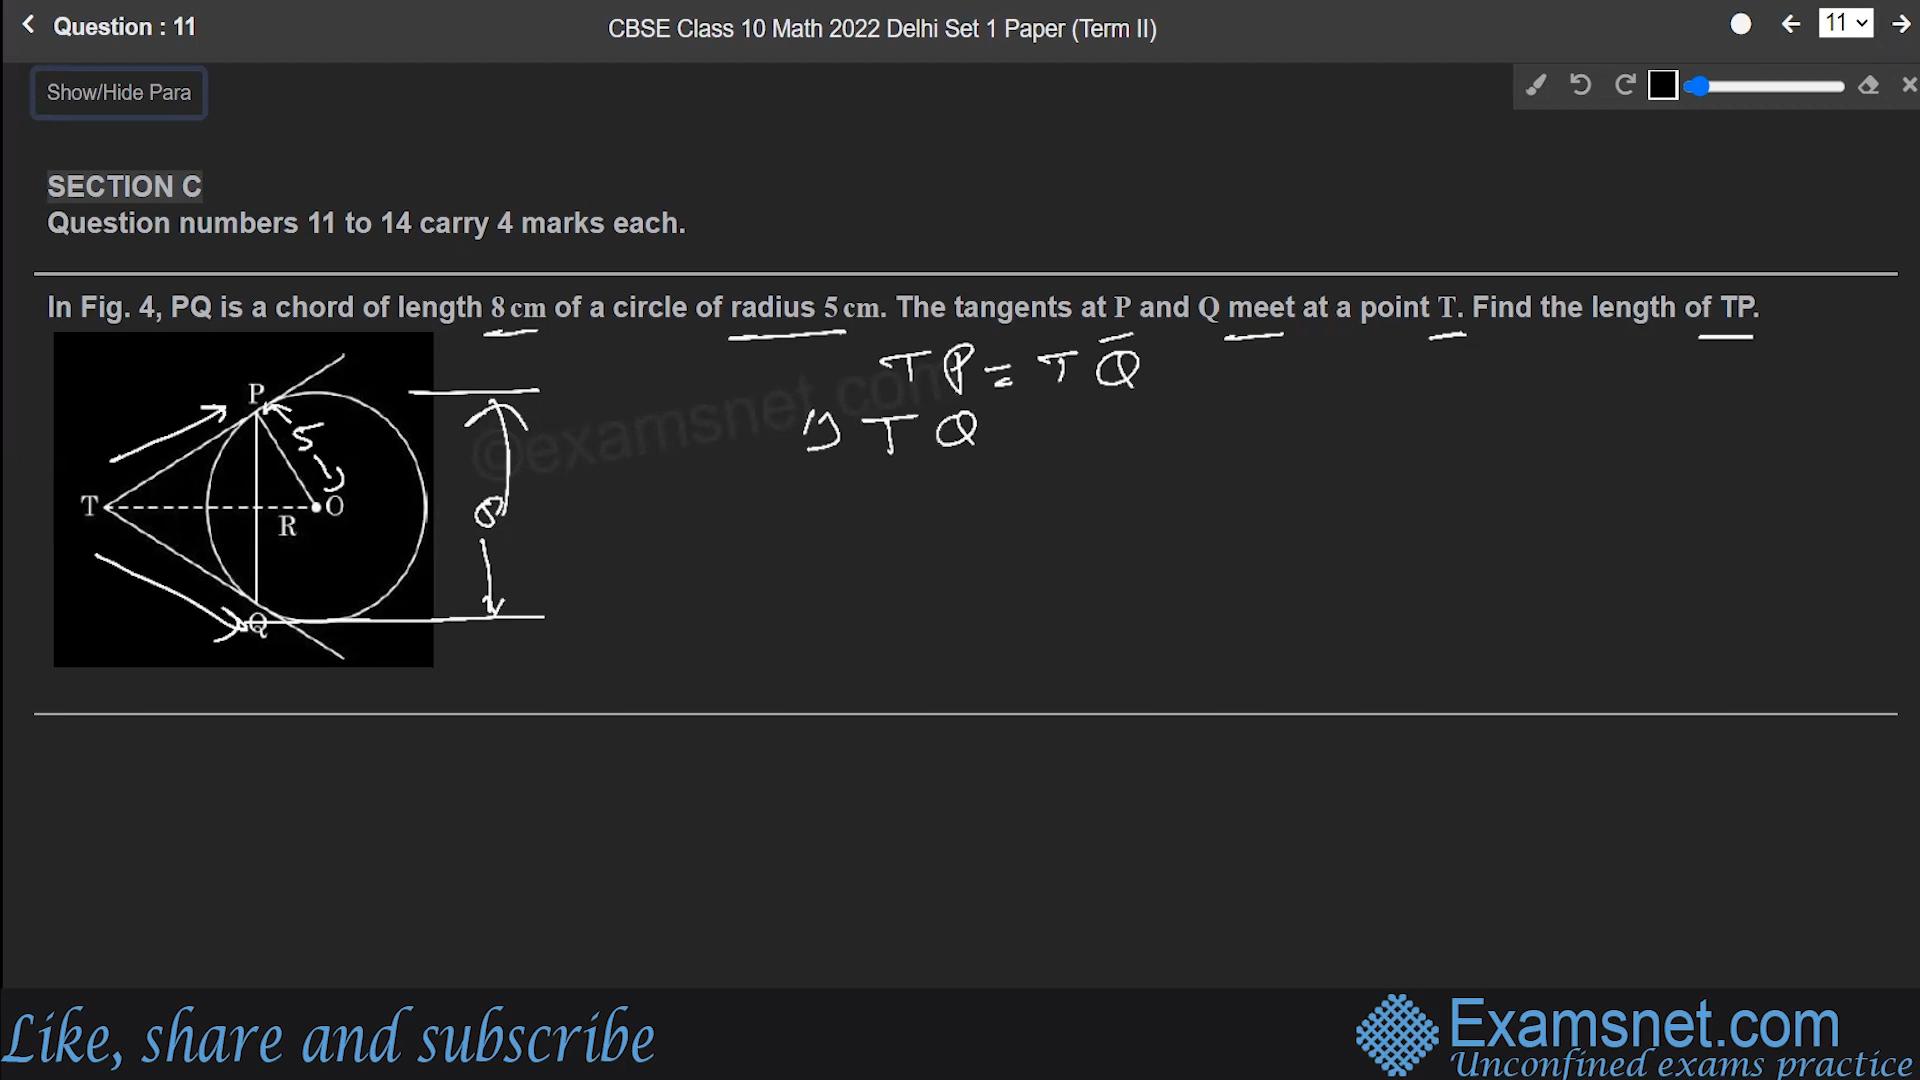 Question : 11
CBSE Class 10 Math 2022 Delhi Set 1 Paper (Term II)
11
Show/Hide Para
SECTION C
Question numbers 11 to 14 carry 4 marks each.
In Fig. 4, PQ is a chord of length 8 cm of a circle of radius 5 cm. The tangents at P and Q meet at a point T. Find the length of TP.
TP = TQ
TQ
P
5
T
R
O
8
Q
©examsnet.com
Like, share and subscribe
Examsnet.com
Unconfined exams practice